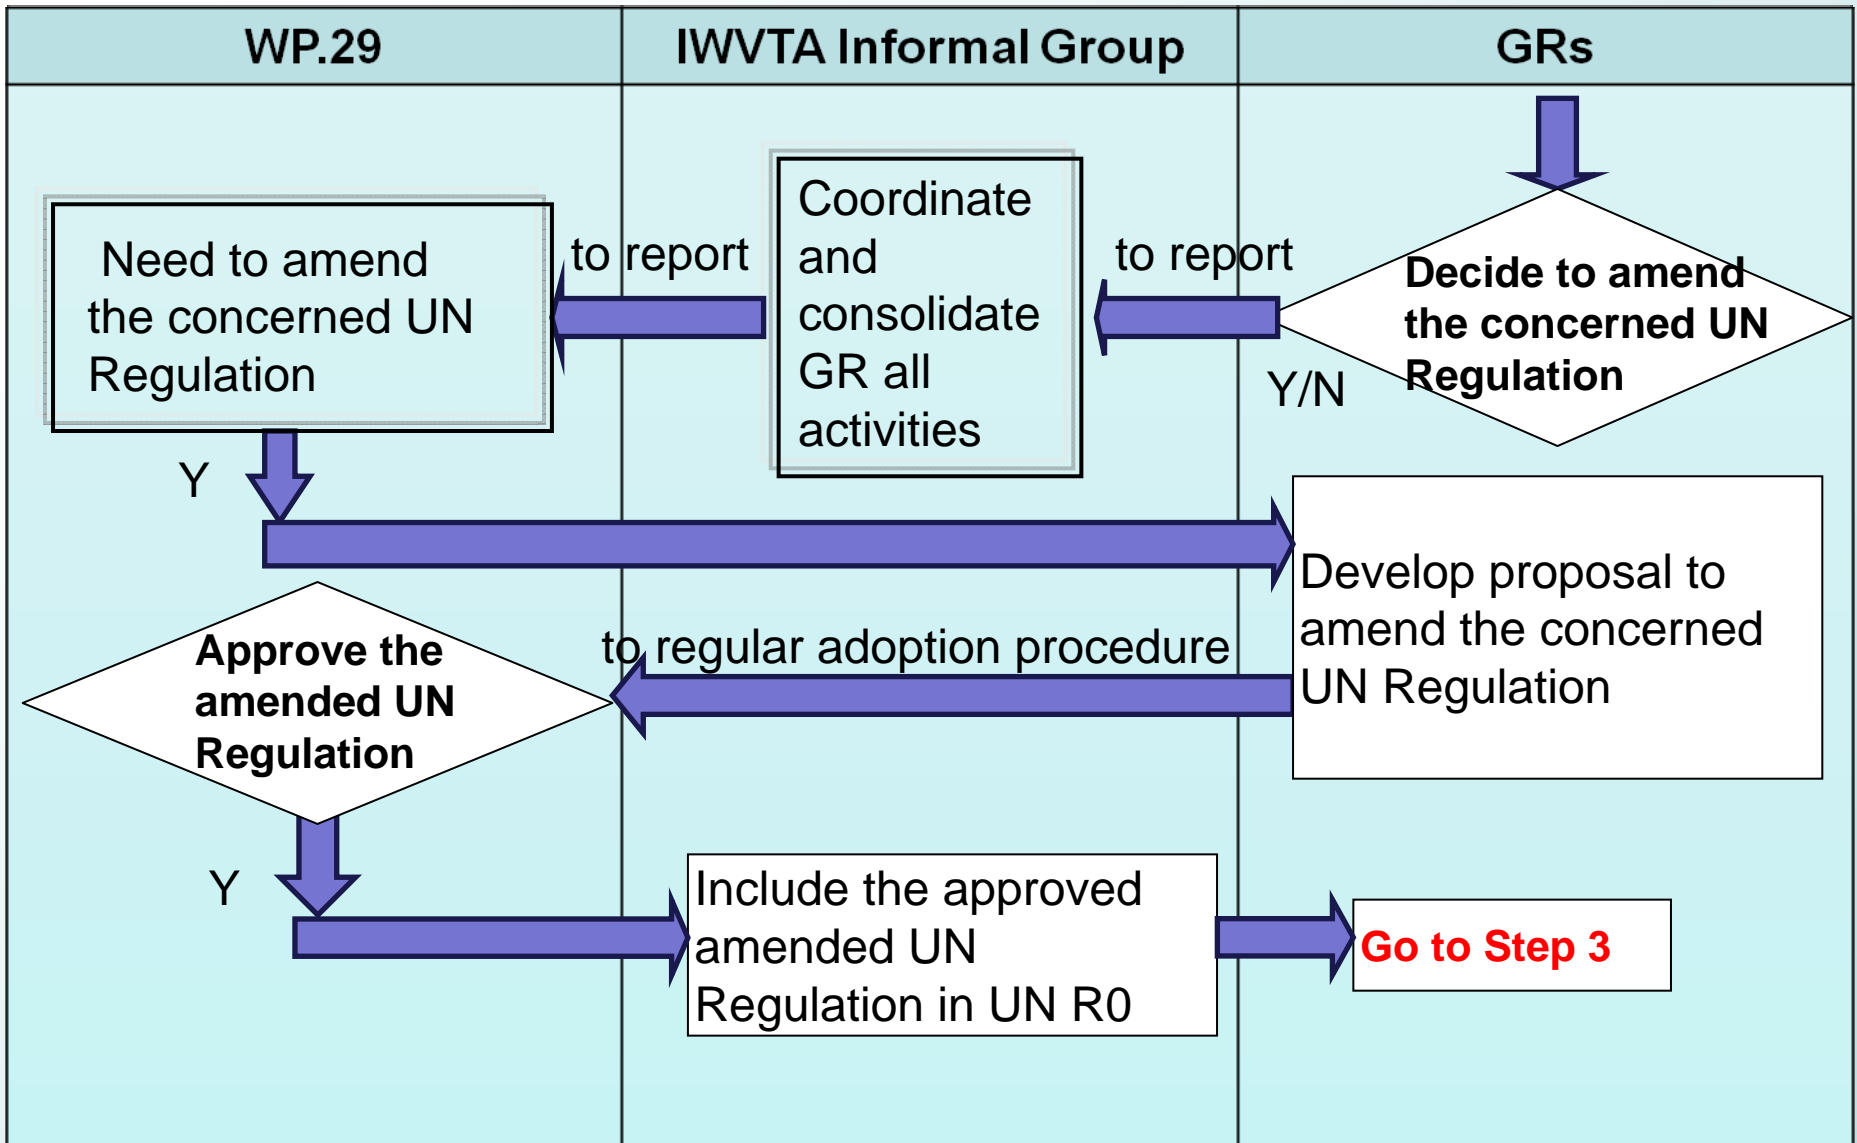 WP.29
IWVTA Informal Group
GRs
Decide to amend
the concerned UN
Regulation
Y/N
to report
Coordinate
and
consolidate
GR all
activities
to report
Need to amend
the concerned UN
Regulation
Y
Develop proposal to
amend the concerned
UN Regulation
to regular adoption procedure
Approve the
amended UN
Regulation
Y
Include the approved
amended UN
Regulation in UN R0
Go to Step 3